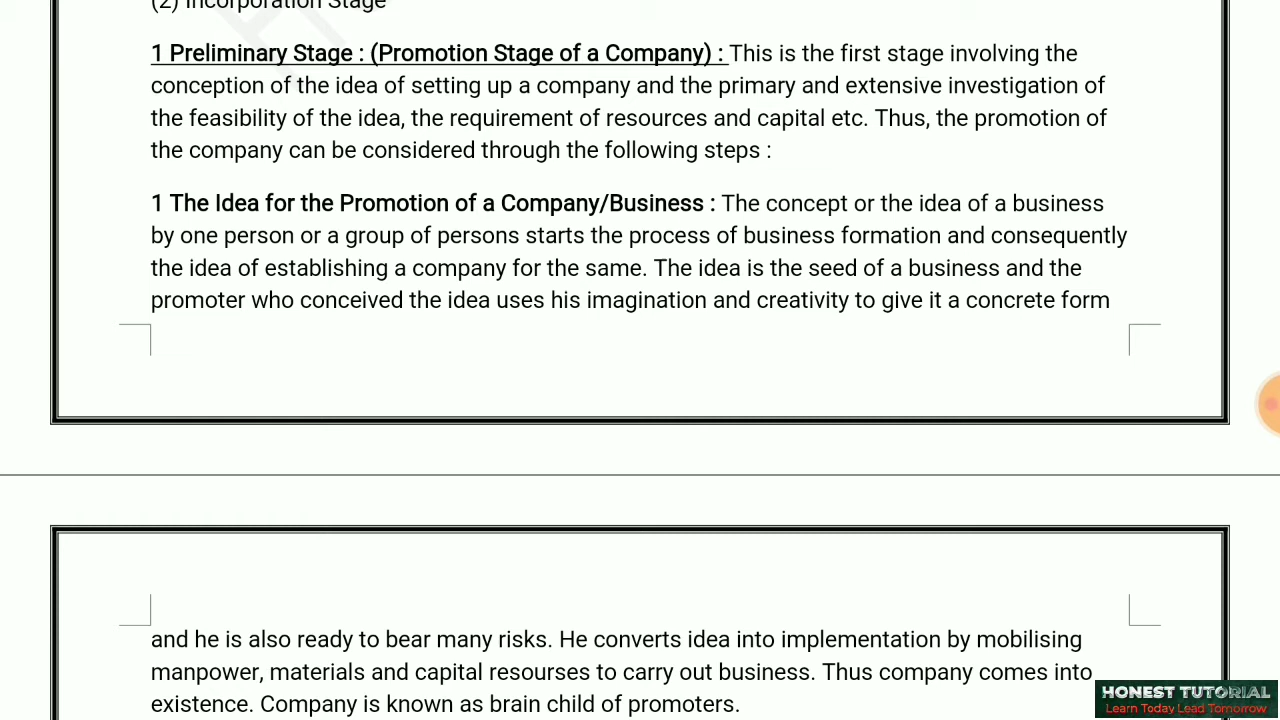 (2) Incorporation Stage
1 Preliminary Stage : (Promotion Stage of a Company) : This is the first stage involving the
conception of the idea of setting up a company and the primary and extensive investigation of
the feasibility of the idea, the requirement of resources and capital etc. Thus, the promotion of
the company can be considered through the following steps :
1 The Idea for the Promotion of a Company/Business : The concept or the idea of a business
by one person or a group of persons starts the process of business formation and consequently
the idea of establishing a company for the same. The idea is the seed of a business and the
promoter who conceived the idea uses his imagination and creativity to give it a concrete form
and he is also ready to bear many risks. He converts idea into implementation by mobilising
manpower, materials and capital resourses to carry out business. Thus company comes into
existence. Company is known as brain child of promoters.
HONEST TUTORIAL
Learn Today Lead Tomorrow